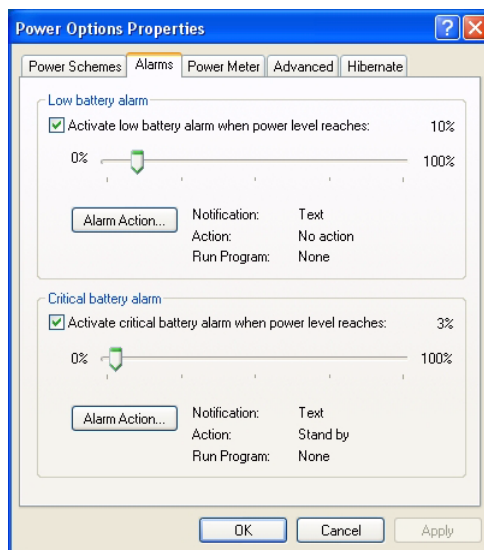 Power Options Properties
Power Schemes Alarms Power Meter Advanced Hibernate
Low battery alarm
Activate low battery alarm when power level reaches: 10%
0% 100%
Alarm Action...
Notification: Text
Action: No action
Run Program: None
Critical battery alarm
Activate critical battery alarm when power level reaches: 3%
0% 100%
Alarm Action...
Notification: Text
Action: Stand by
Run Program: None
OK Cancel Apply